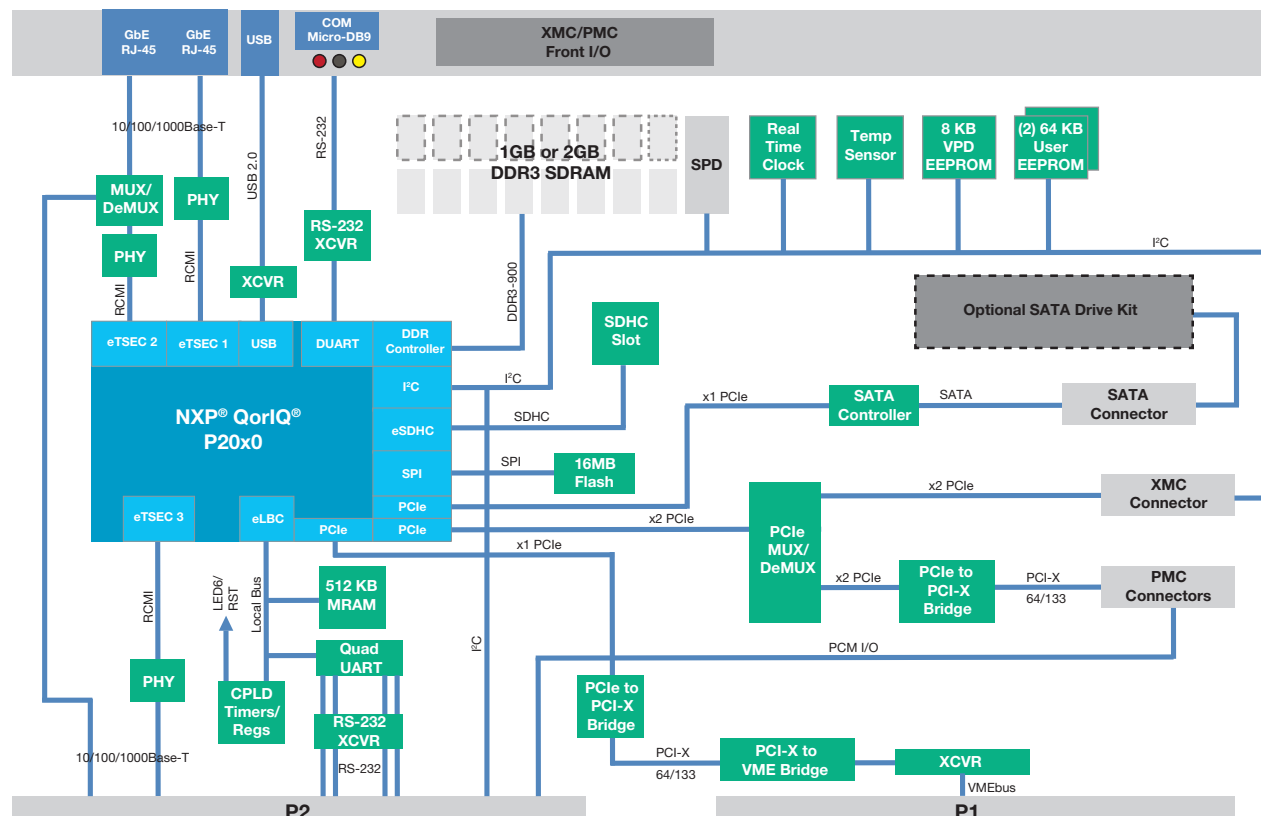 GbE
RJ-45
GbE
RJ-45
USB
COM
Micro-DB9
XMC/PMC
Front I/O
10/100/1000Base-T
USB 2.0
RS-232
1GB or 2GB
DDR3 SDRAM
SPD
Real
Time
Clock
Temp
Sensor
8 KB
VPD
EEPROM
(2) 64 KB
User
EEPROM
MUX/
DeMUX
PHY
PHY
RS-232
XCVR
I²C
RCMI
RCMI
XCVR
DDR3-900
SDHC
Slot
Optional SATA Drive Kit
eTSEC 2
eTSEC 1
USB
DUART
DDR
Controller
I²C
I²C
x1 PCIe
SATA
Controller
SATA
SATA
Connector
NXP® QorIQ®
P20x0
eSDHC
SDHC
SPI
SPI
16MB
Flash
PCIe
x2 PCIe
XMC
Connector
eTSEC 3
eLBC
PCIe
PCIe
x2 PCIe
PCIe
MUX/
DeMUX
x1 PCIe
RCMI
LED6/
RST
Local Bus
512 KB
MRAM
x2 PCIe
PCIe to
PCI-X
Bridge
PCI-X
64/133
PMC
Connectors
I²C
Quad
UART
PCM I/O
PHY
CPLD
Timers/
Regs
PCIe to
PCI-X
Bridge
RS-232
XCVR
10/100/1000Base-T
RS-232
PCI-X
64/133
PCI-X to
VME Bridge
XCVR
VMEbus
P2
P1